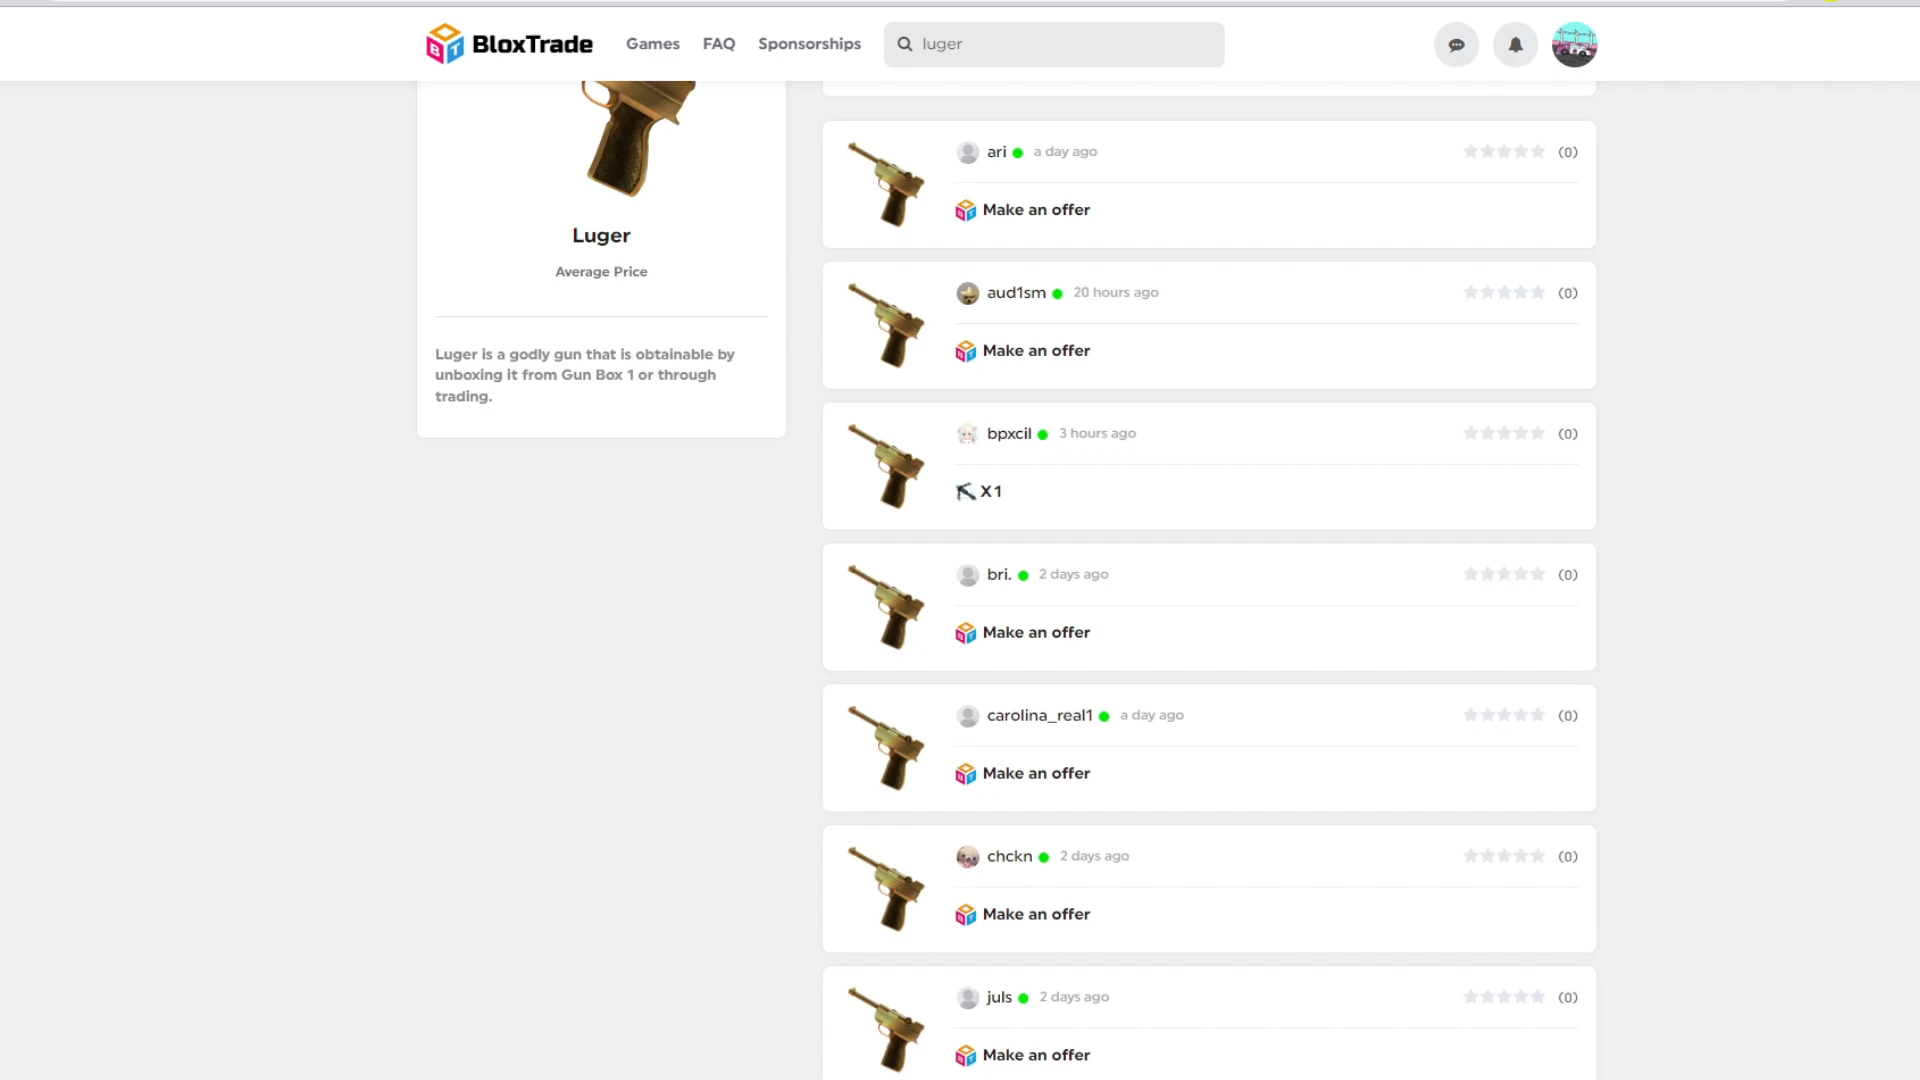 BloxTrade
Games
FAQ
Sponsorships
luger
Luger
Average Price
Luger is a godly gun that is obtainable by
unboxing it from Gun Box 1 or through
trading.
ari
a day ago
(0)
Make an offer
aud1sm
20 hours ago
(0)
Make an offer
bpxcil
3 hours ago
(0)
X 1
bri.
2 days ago
(0)
Make an offer
carolina_real1
a day ago
(0)
Make an offer
chckn
2 days ago
(0)
Make an offer
juls
2 days ago
(0)
Make an offer